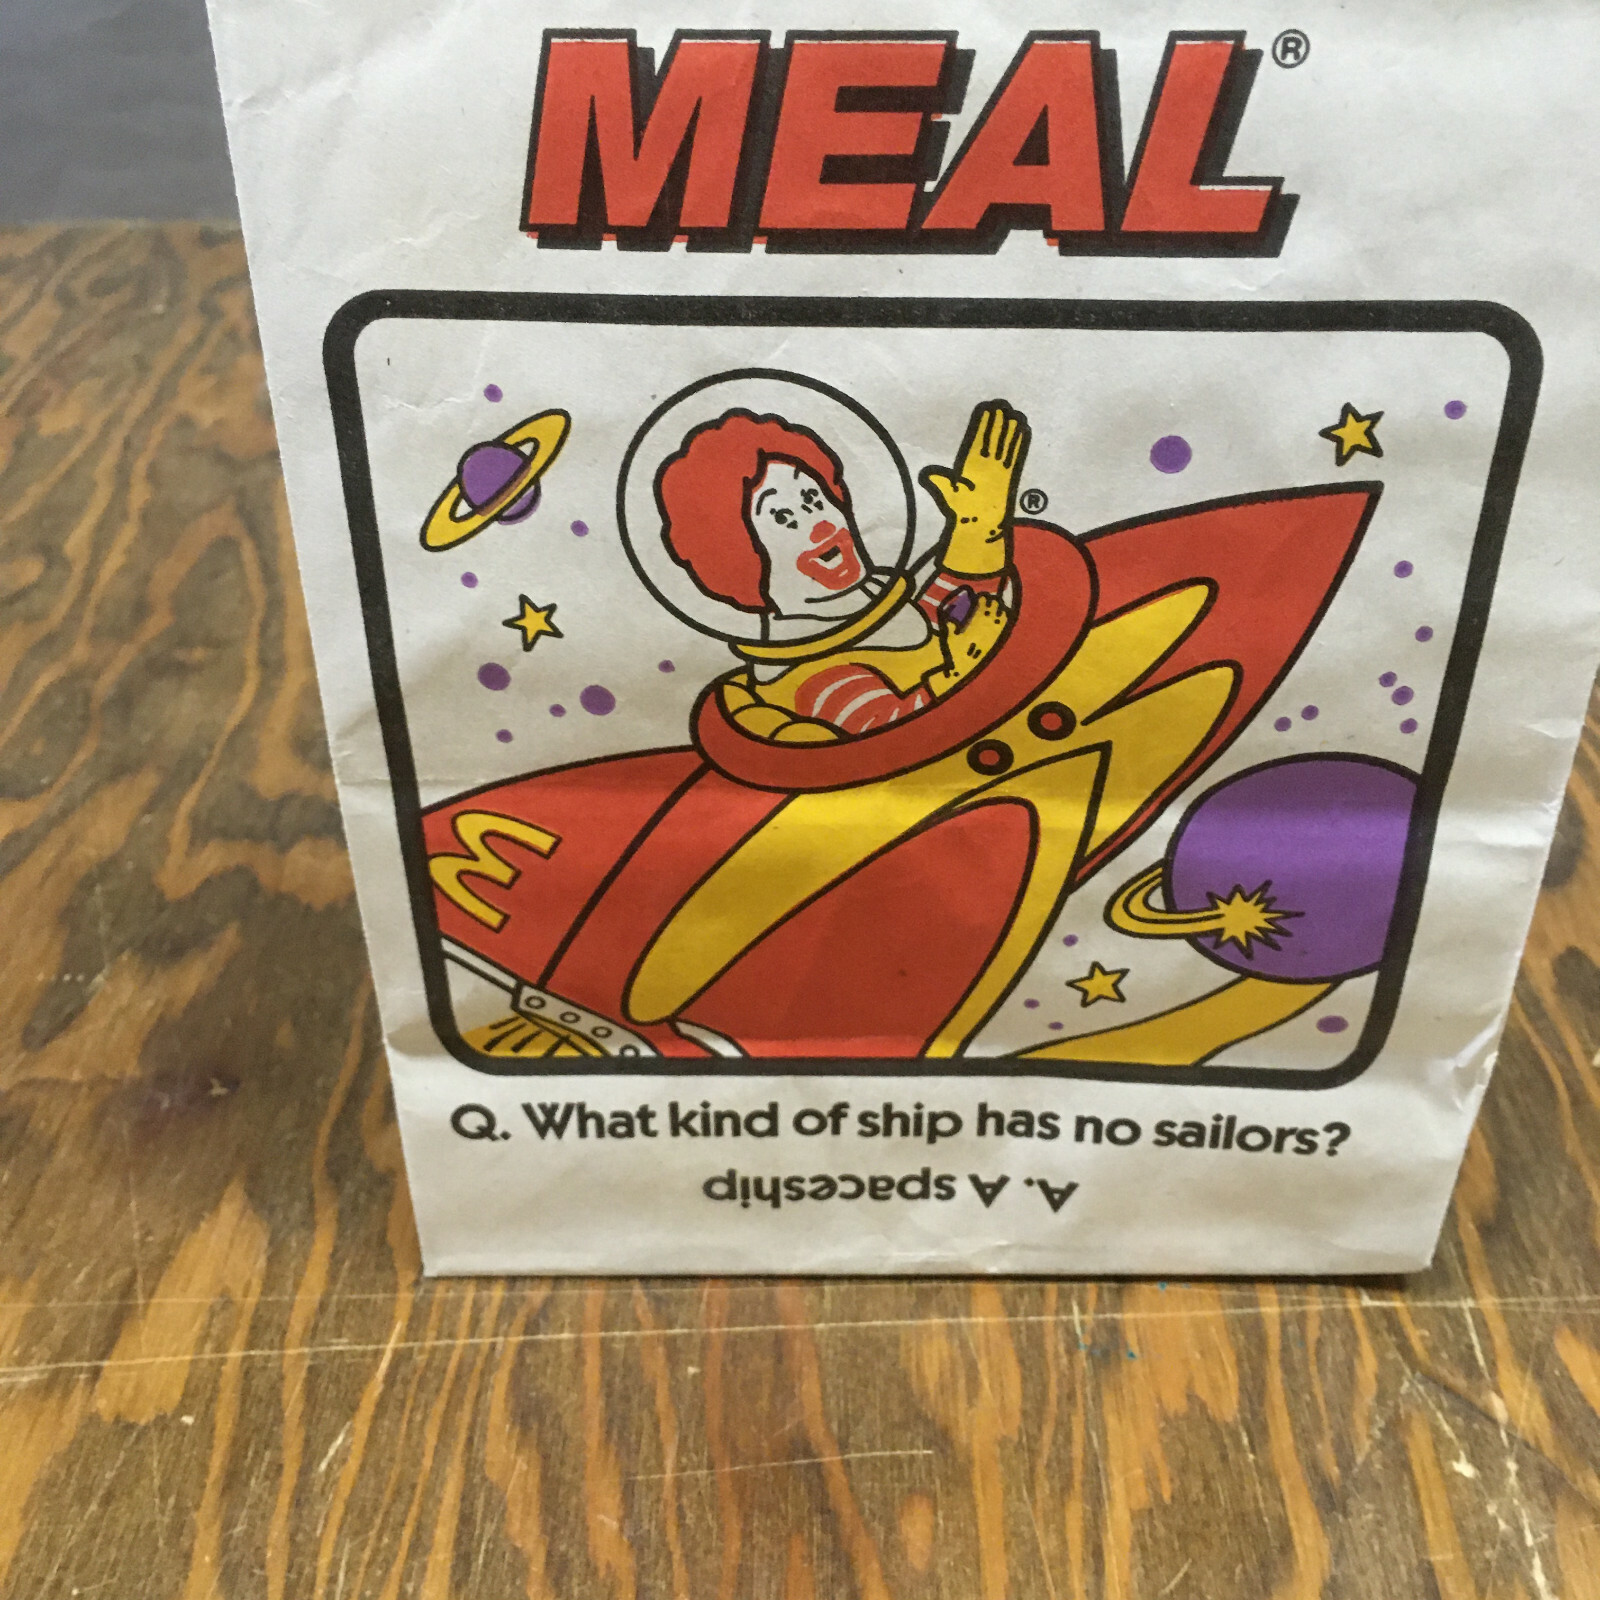 MEAL®
®
M
Q. What kind of ship has no sailors?
A. A spaceship